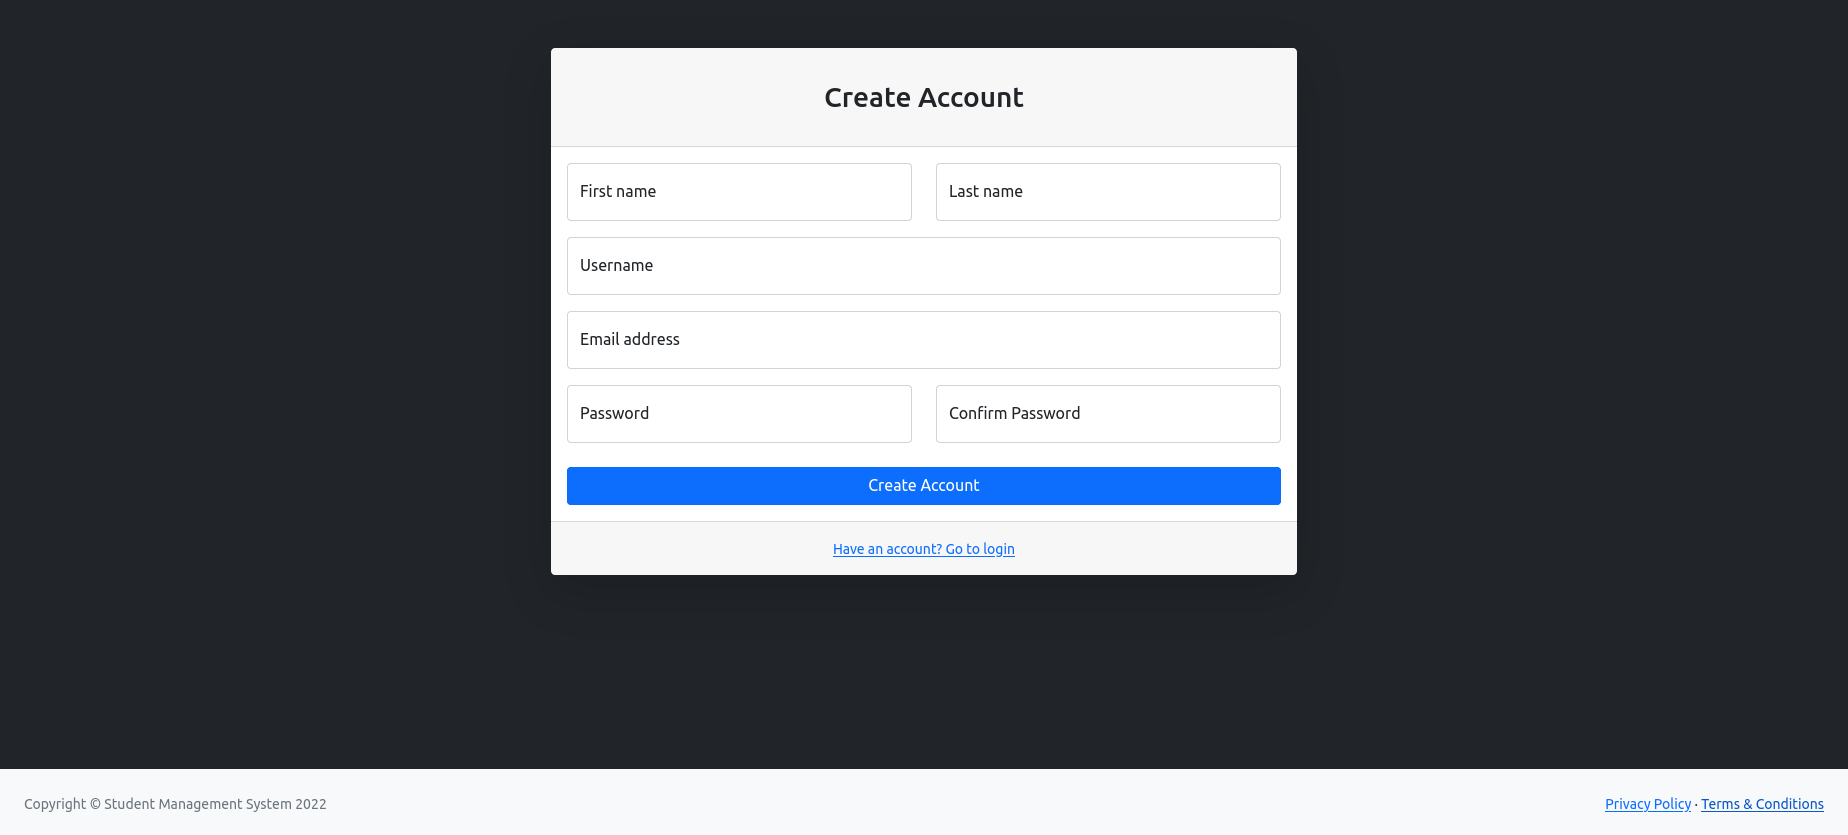 Create Account
First name
Last name
Username
Email address
Password
Confirm Password
Create Account
Have an account? Go to login
Copyright © Student Management System 2022
Privacy Policy · Terms & Conditions